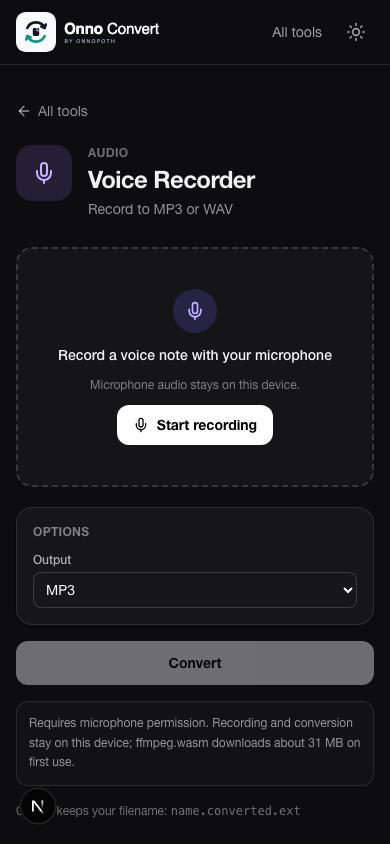 Onno Convert
BY ONNOPOTH
All tools
← All tools
AUDIO
Voice Recorder
Record to MP3 or WAV
Record a voice note with your microphone
Microphone audio stays on this device.
Start recording
OPTIONS
Output
MP3
Convert
Requires microphone permission. Recording and conversion
stay on this device; ffmpeg.wasm downloads about 31 MB on
first use.
N
keeps your filename: name.converted.ext